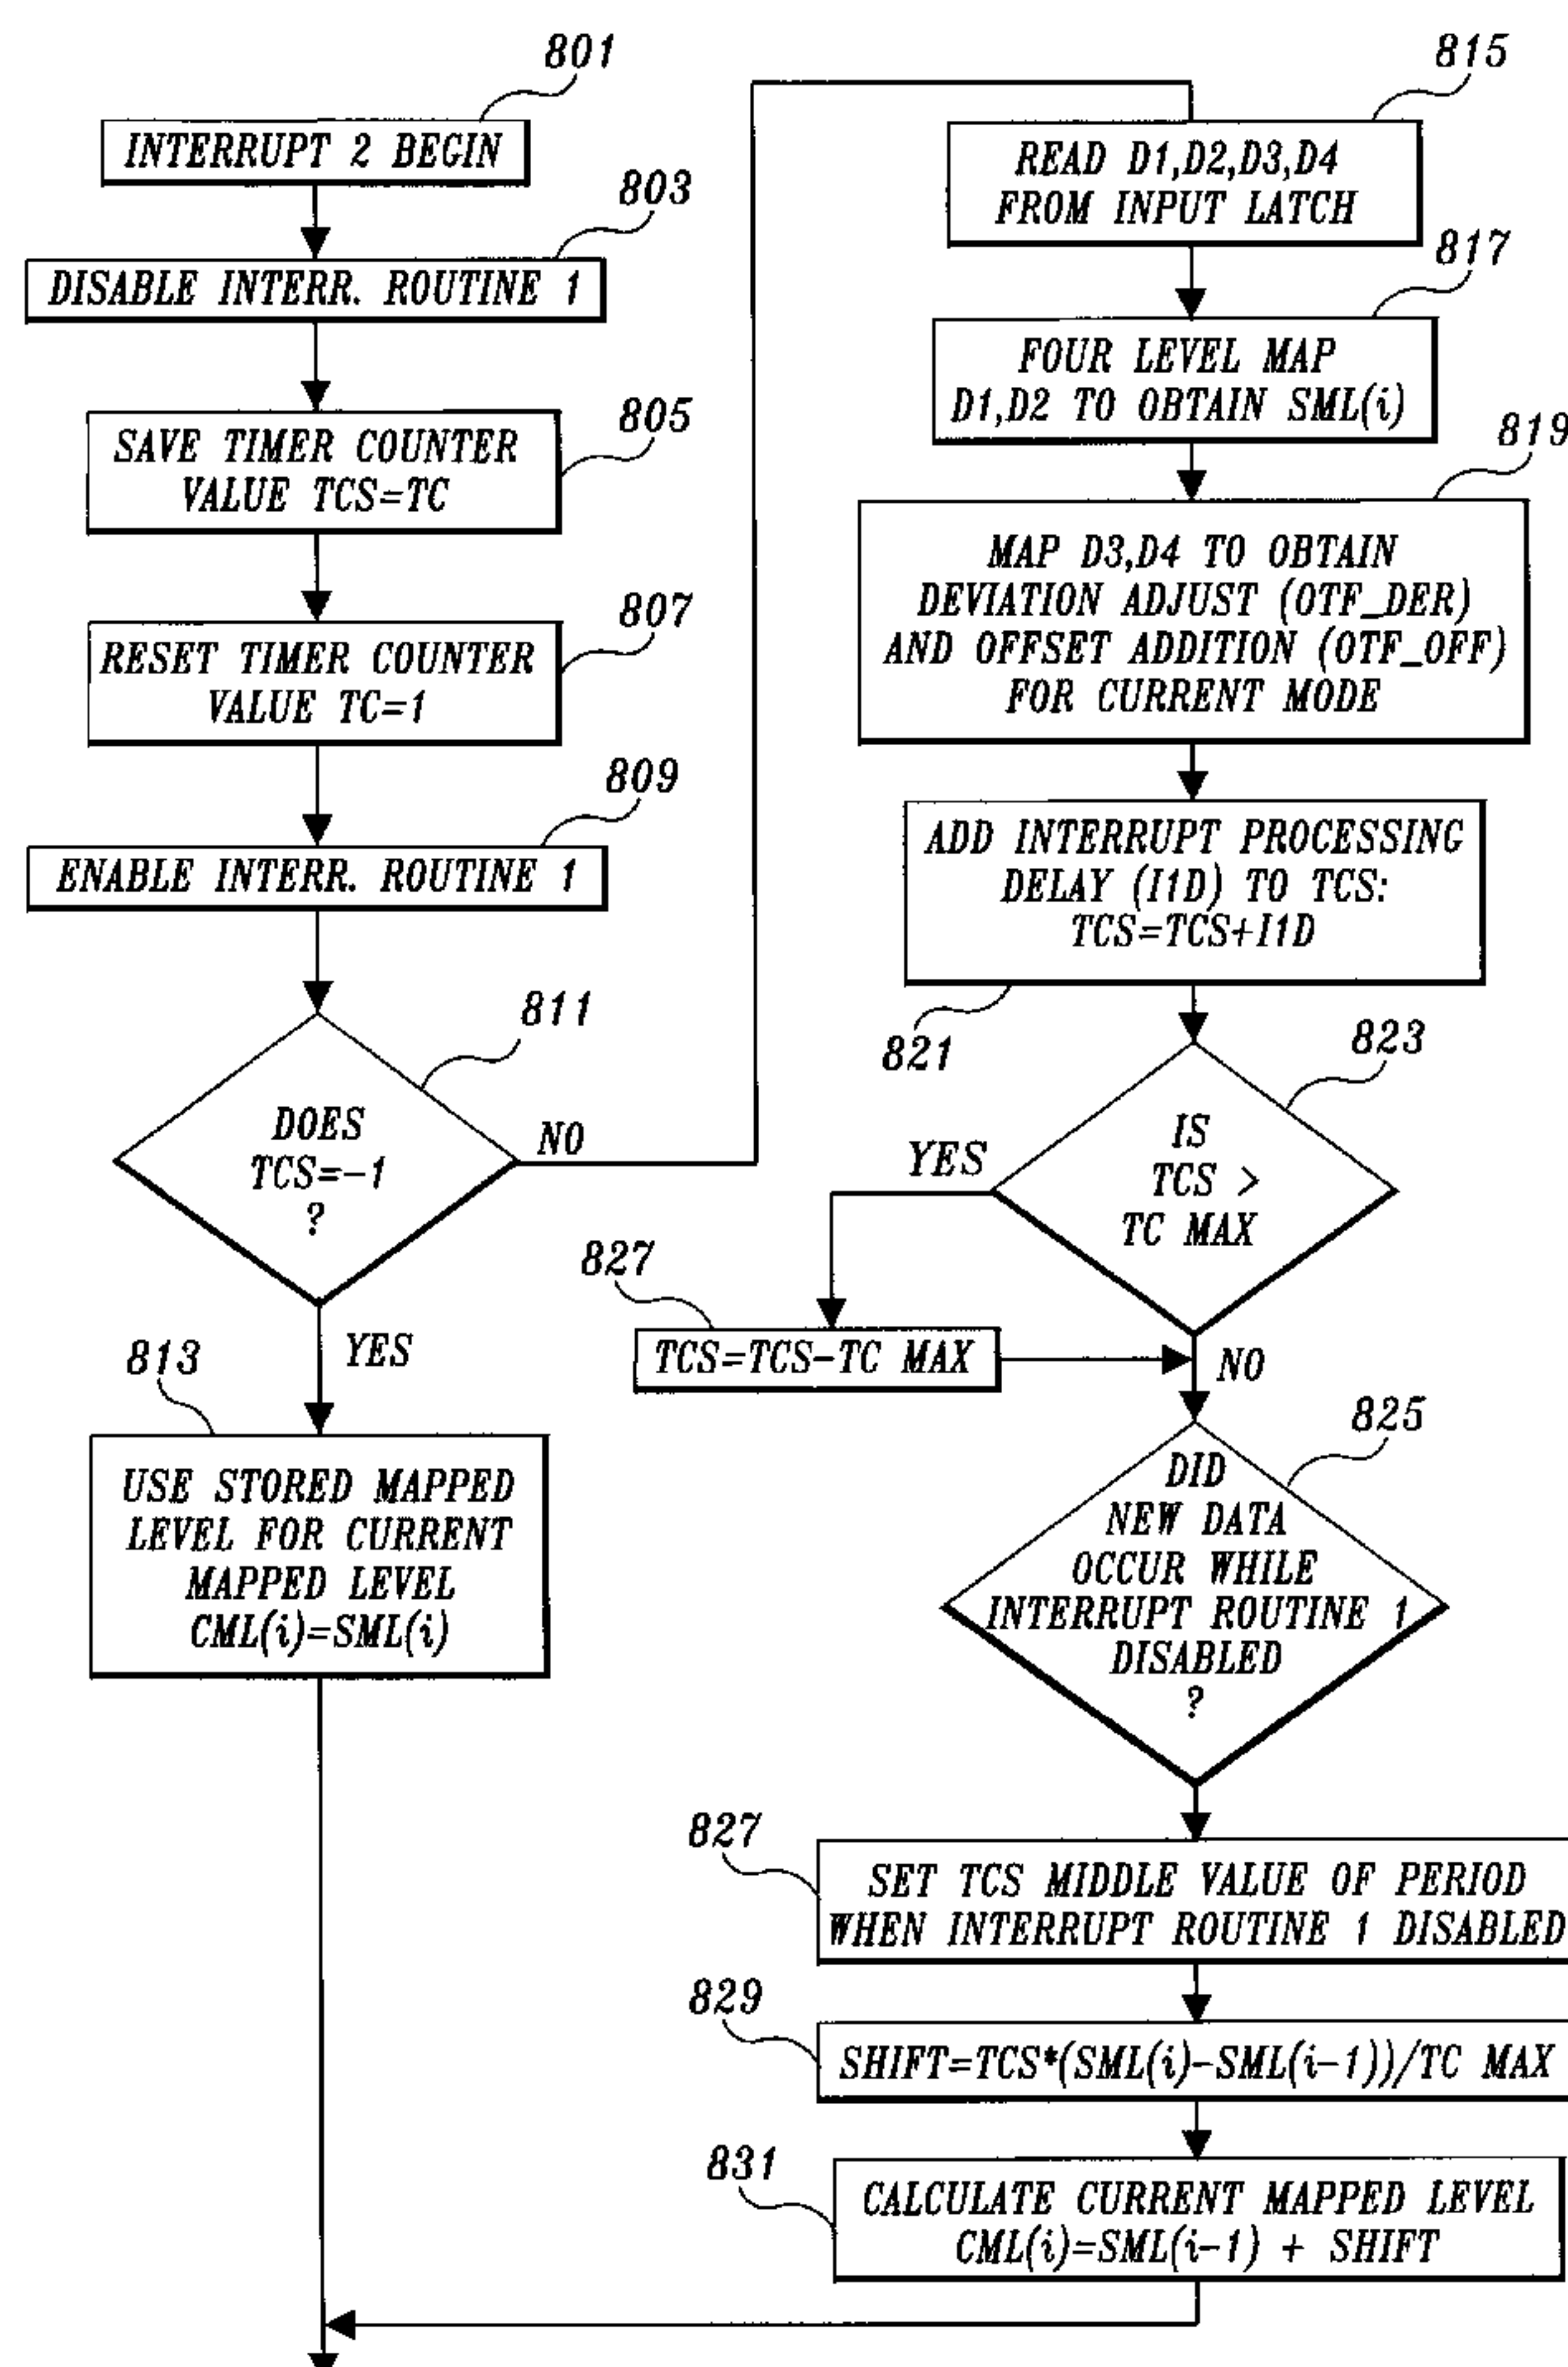 801
INTERRUPT 2 BEGIN
803
DISABLE INTERR. ROUTINE 1
805
SAVE TIMER COUNTER
VALUE TCS=TC
807
RESET TIMER COUNTER
VALUE TC=1
809
ENABLE INTERR. ROUTINE 1
811
DOES
TCS=-1
?
NO
YES
813
USE STORED MAPPED
LEVEL FOR CURRENT
MAPPED LEVEL
CML(i)=SML(i)
815
READ D1,D2,D3,D4
FROM INPUT LATCH
817
FOUR LEVEL MAP
D1,D2 TO OBTAIN SML(i)
819
MAP D3,D4 TO OBTAIN
DEVIATION ADJUST (OTF_DER)
AND OFFSET ADDITION (OTF_OFF)
FOR CURRENT MODE
ADD INTERRUPT PROCESSING
DELAY (I1D) TO TCS:
TCS=TCS+I1D
821
823
IS
TCS >
TC MAX
YES
827
TCS=TCS-TC MAX
NO
825
DID
NEW DATA
OCCUR WHILE
INTERRUPT ROUTINE 1
DISABLED
?
827
SET TCS MIDDLE VALUE OF PERIOD
WHEN INTERRUPT ROUTINE 1 DISABLED
829
SHIFT=TCS*(SML(i)-SML(i-1))/TC MAX
831
CALCULATE CURRENT MAPPED LEVEL
CML(i)=SML(i-1) + SHIFT